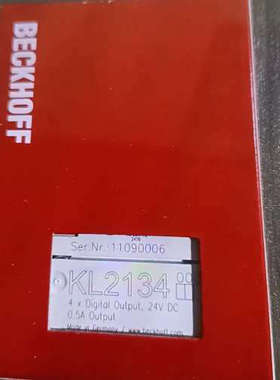 BECKHOFF
Ser.Nr.: 11090006
KL2134
4 x Digital Output, 24V DC
0.5A Output
Made in Germany / www.beckhoff.com